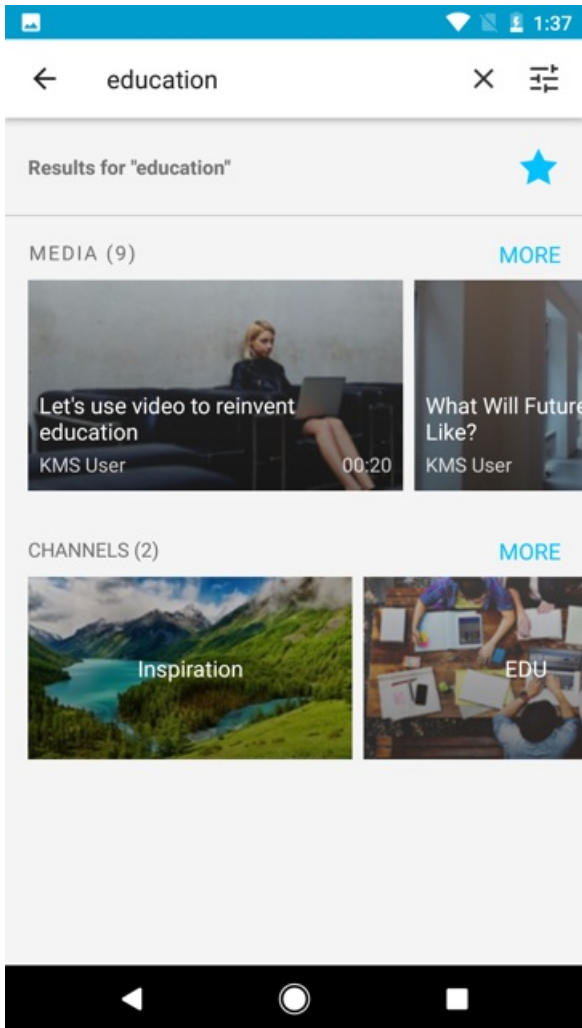 1:37
education
Results for "education"
MEDIA (9)
MORE
Let's use video to reinvent
education
KMS User
00:20
What Will Future
Like?
KMS User
CHANNELS (2)
MORE
Inspiration
EDU